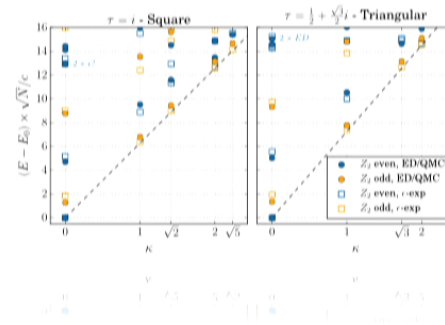 τ = i - Square
τ = 1/2 + √3/2 i - Triangular
(E − E₀) × √N/c
16
14
12
10
8
6
4
2
0
0
1
√2
2
√5
κ
0
1
√3
2
κ
Z₂ even, ED/QMC
Z₂ odd, ED/QMC
Z₂ even, ε-exp
Z₂ odd, ε-exp